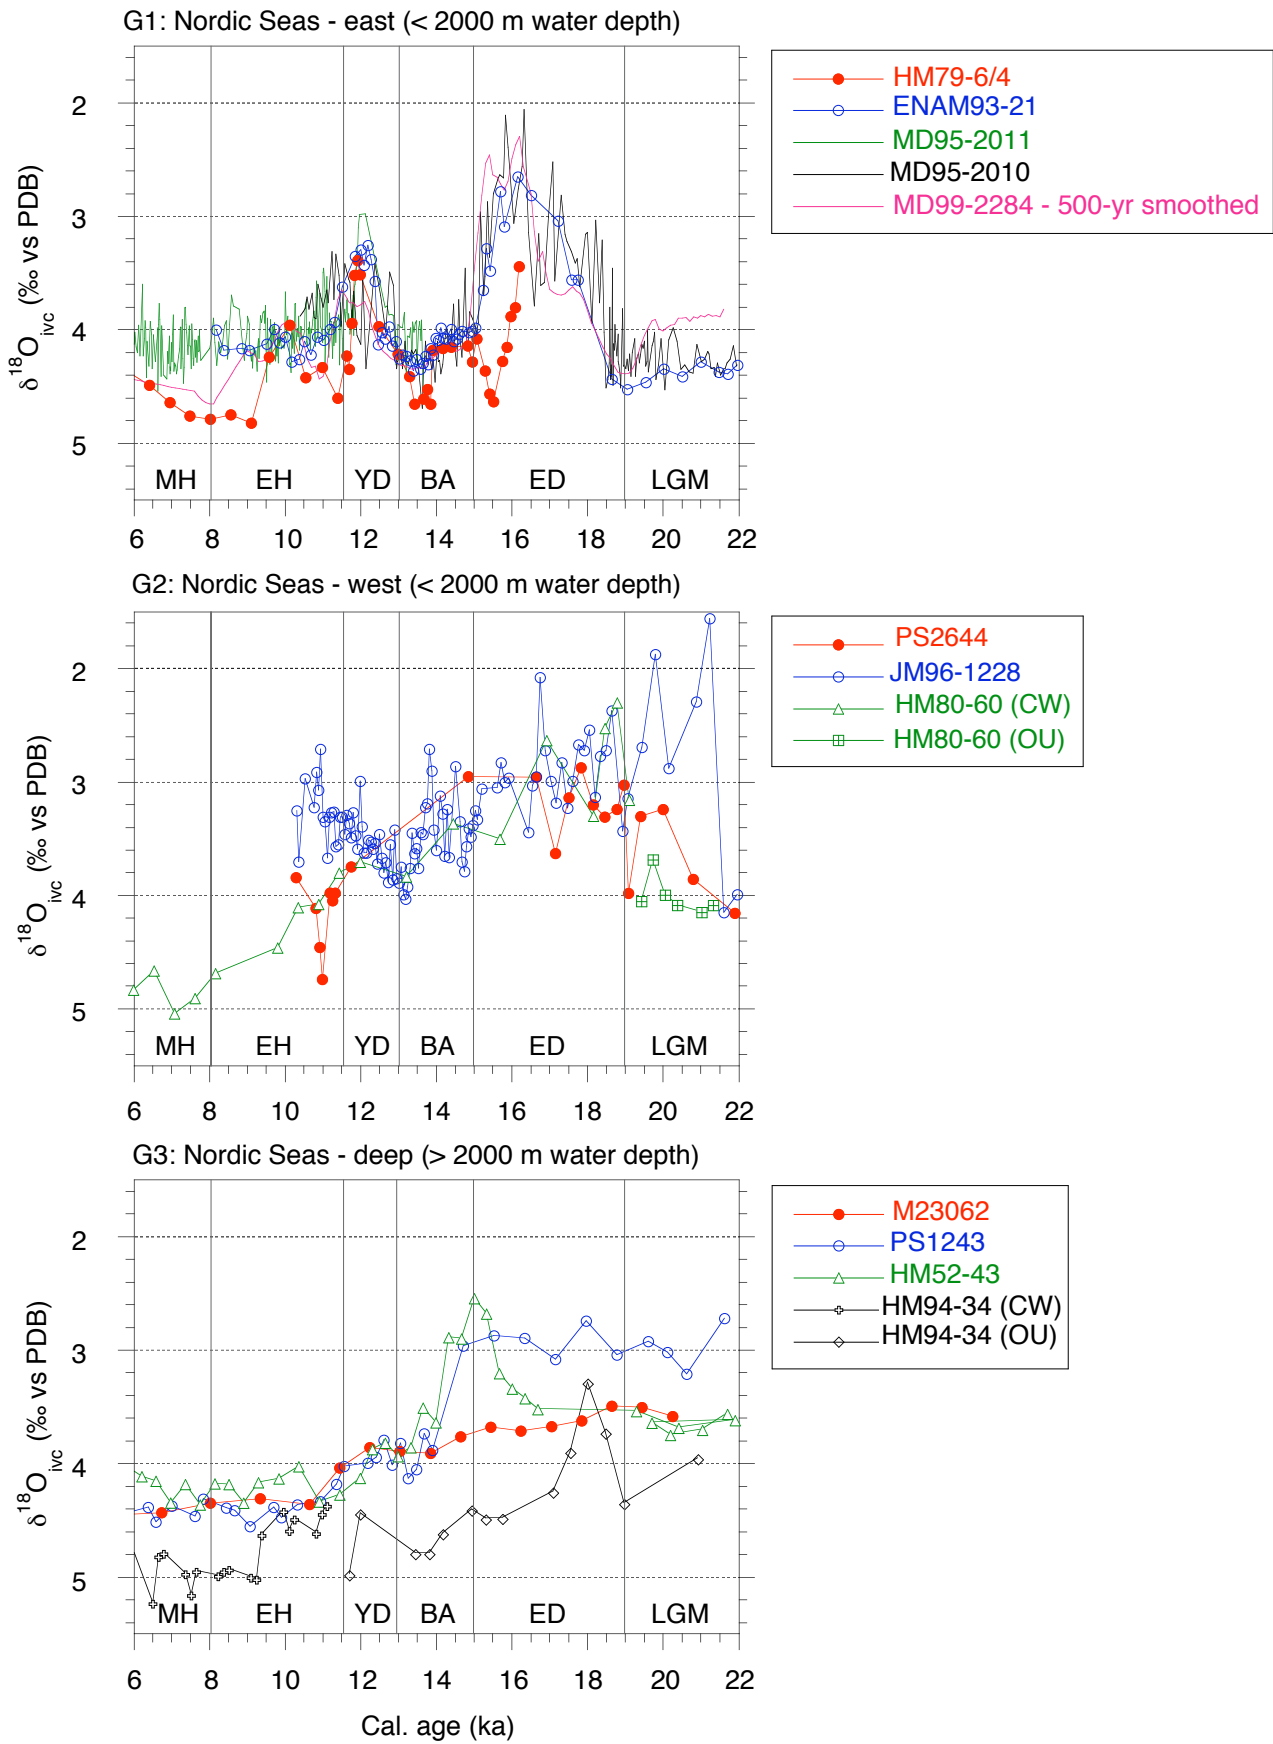 G1: Nordic Seas - east (< 2000 m water depth)
HM79-6/4
ENAM93-21
MD95-2011
MD95-2010
MD99-2284 - 500-yr smoothed
δ¹⁸O_ivc (‰ vs PDB)
2
3
4
5
MH EH YD BA ED LGM
6 8 10 12 14 16 18 20 22
G2: Nordic Seas - west (< 2000 m water depth)
PS2644
JM96-1228
HM80-60 (CW)
HM80-60 (OU)
δ¹⁸O_ivc (‰ vs PDB)
2
3
4
5
MH EH YD BA ED LGM
6 8 10 12 14 16 18 20 22
G3: Nordic Seas - deep (> 2000 m water depth)
M23062
PS1243
HM52-43
HM94-34 (CW)
HM94-34 (OU)
δ¹⁸O_ivc (‰ vs PDB)
2
3
4
5
MH EH YD BA ED LGM
6 8 10 12 14 16 18 20 22
Cal. age (ka)